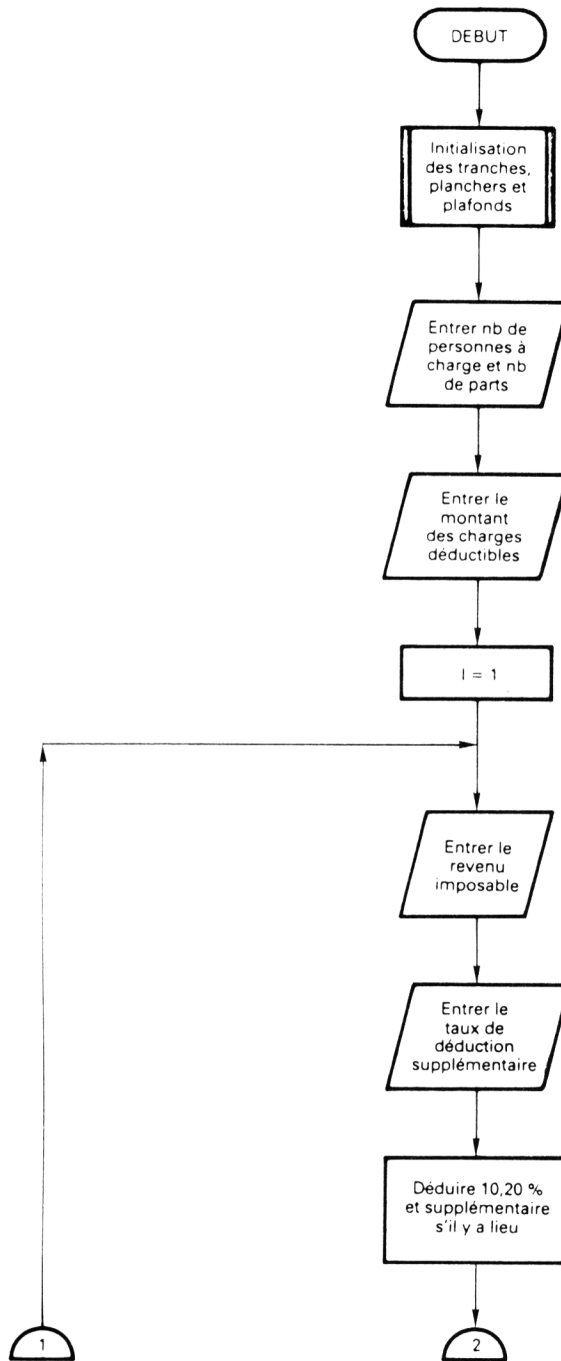 DEBUT
Initialisation
des tranches,
planchers et
plafonds
Entrer nb de
personnes à
charge et nb
de parts
Entrer le
montant
des charges
déductibles
I = 1
Entrer le
revenu
imposable
Entrer le
taux de
déduction
supplémentaire
Déduire 10,20 %
et supplémentaire
s'il y a lieu
1
2